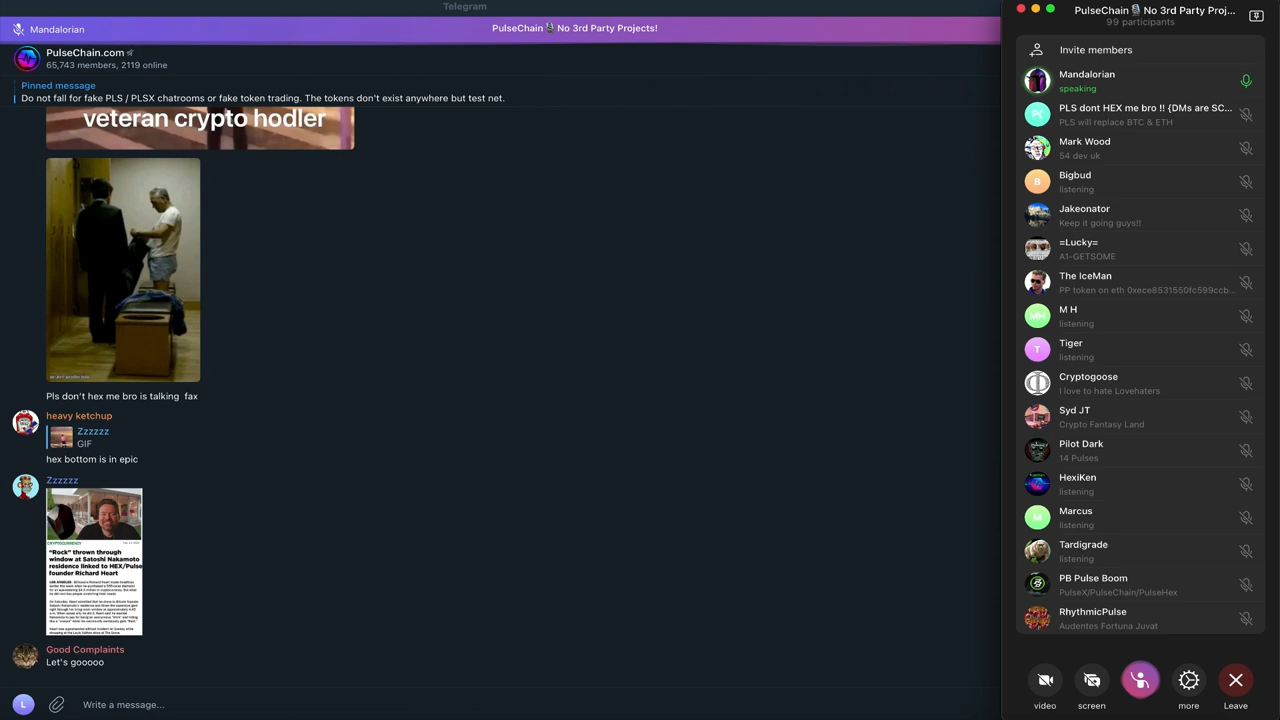 Telegram
Mandalorian
PulseChain🎙No 3rd Party Projects!
PulseChain.com
65,743 members, 2119 online
Pinned message
Do not fall for fake PLS / PLSX chatrooms or fake token trading. The tokens don't exist anywhere but test net.
veteran crypto hodler
Pls don't hex me bro is talking fax
heavy ketchup
Zzzzzz
GIF
hex bottom is in epic
Zzzzzz
CRYPTOCURRENCY
"Rock" thrown through
window at Satoshi Nakamoto
residence linked to HEX/Pulse
founder Richard Heart
Good Complaints
Let's gooooo
L
Write a message...
PulseChain🎙No 3rd Party Proj...
99 participants
Invite members
Mandalorian
speaking
P(
PLS dont HEX me bro !! {DMs are SC...
PLS will replace BTC & ETH
Mark Wood
54 dev uk
B
Bigbud
listening
Jakeonator
Keep it going guys!!
=Lucky=
A1-GETSOME
The IceMan
PP token on eth 0xece8531550fc599ccb...
MH
M H
listening
T
Tiger
listening
Cryptogoose
I love to hate Lovehaters
Syd JT
Crypto Fantasy Land
Pilot Dark
14 Pulses
HexiKen
listening
M
Marcus
listening
Tardigrade
listening
PB Pulse Boom
PulseX/PulseChain/PulseHex
RhythmicPulse
Audentes Fortuna Juvat
video
screen
more
Leave